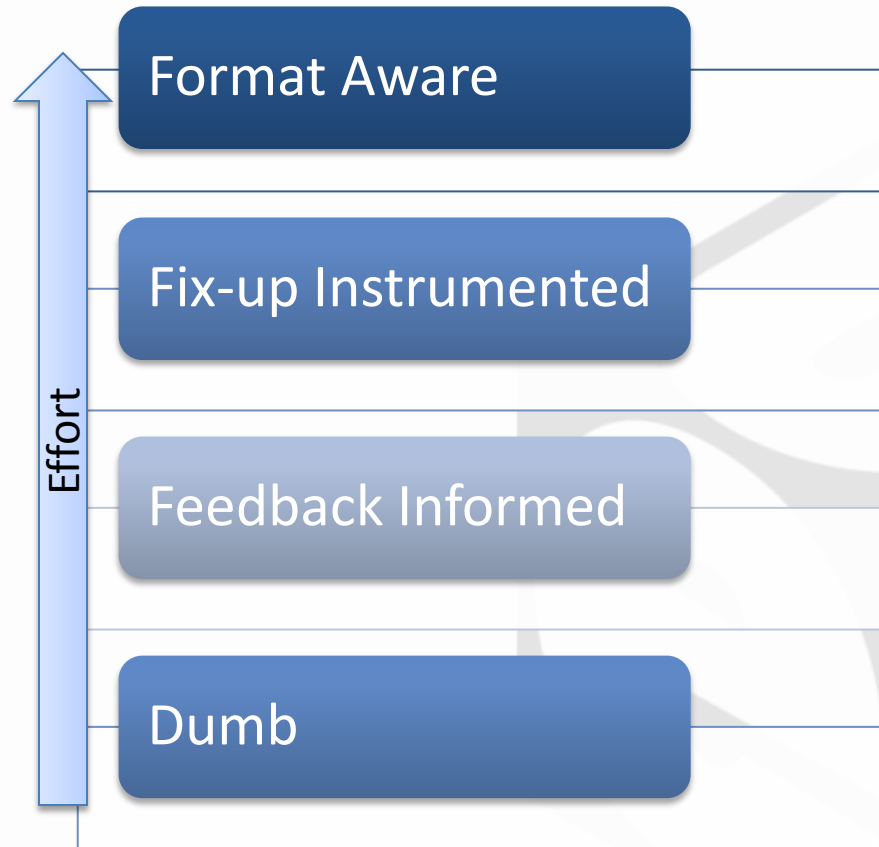 Format Aware
Fix-up Instrumented
Effort
Feedback Informed
Dumb